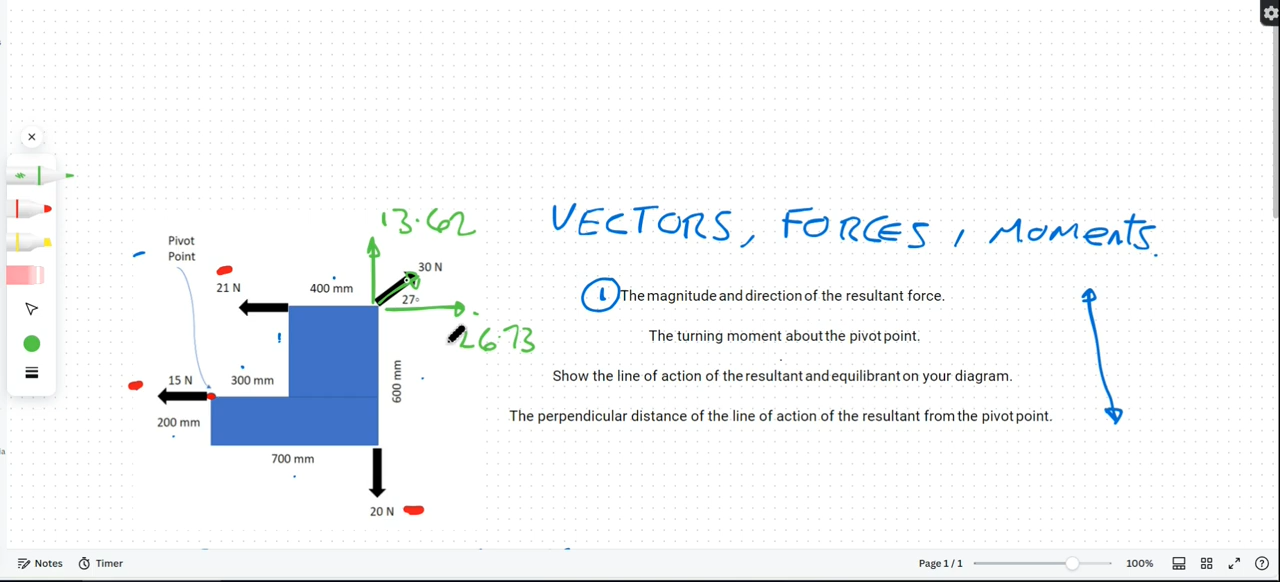 13.62
VECTORS, FORCES, MOMENTS.
Pivot
Point
30 N
21 N
400 mm
27°
1 The magnitude and direction of the resultant force.
26.73
The turning moment about the pivot point.
15 N
300 mm
600 mm
Show the line of action of the resultant and equilibrant on your diagram.
200 mm
The perpendicular distance of the line of action of the resultant from the pivot point.
700 mm
20 N
Notes
Timer
Page 1 / 1
100%